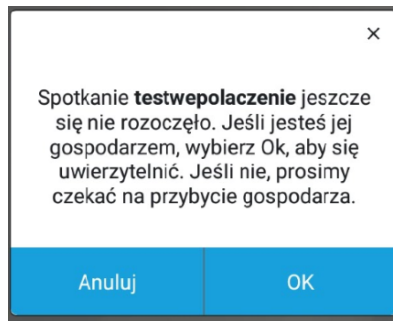 ×
Spotkanie testwepolaczenie jeszcze
się nie rozoczęło. Jeśli jesteś jej
gospodarzem, wybierz Ok, aby się
uwierzytelnić. Jeśli nie, prosimy
czekać na przybycie gospodarza.
Anuluj OK